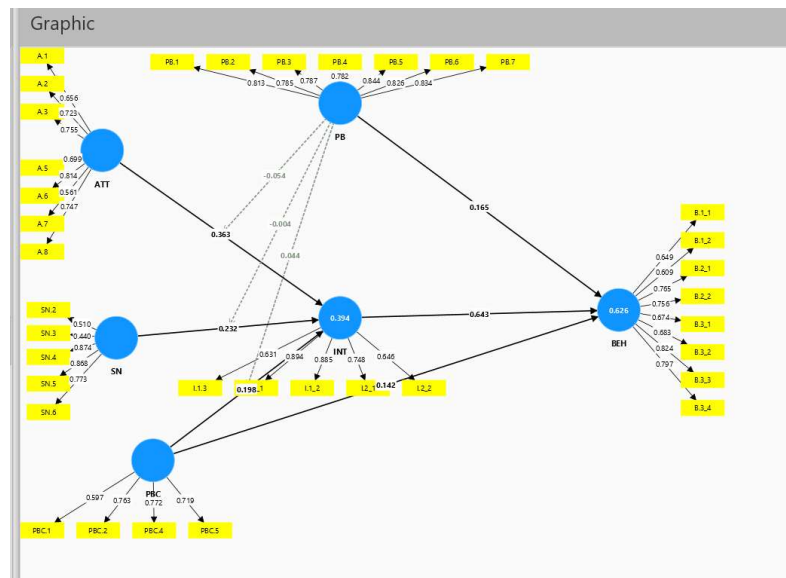 Graphic
A.1
A.2
A.3
A.5
A.6
A.7
A.8
0.656
0.723
0.755
0.699
0.814
0.561
0.747
ATT
PB.1
PB.2
PB.3
PB.4
PB.5
PB.6
PB.7
0.813
0.785
0.787
0.782
0.844
0.826
0.834
PB
-0.054
-0.004
0.044
0.363
0.165
SN.2
SN.3
SN.4
SN.5
SN.6
0.510
0.440
0.874
0.868
0.773
SN
0.232
0.394
INT
0.643
0.631
0.894
0.885
0.748
0.646
I.1.3
I.1_2
I.2_2
0.198
0.142
0.626
BEH
0.649
0.609
0.765
0.756
0.674
0.683
0.824
0.797
B.1_1
B.1_2
B.2_1
B.2_2
B.3_1
B.3_2
B.3_3
B.3_4
PBC
0.597
0.763
0.772
0.719
PBC.1
PBC.2
PBC.4
PBC.5